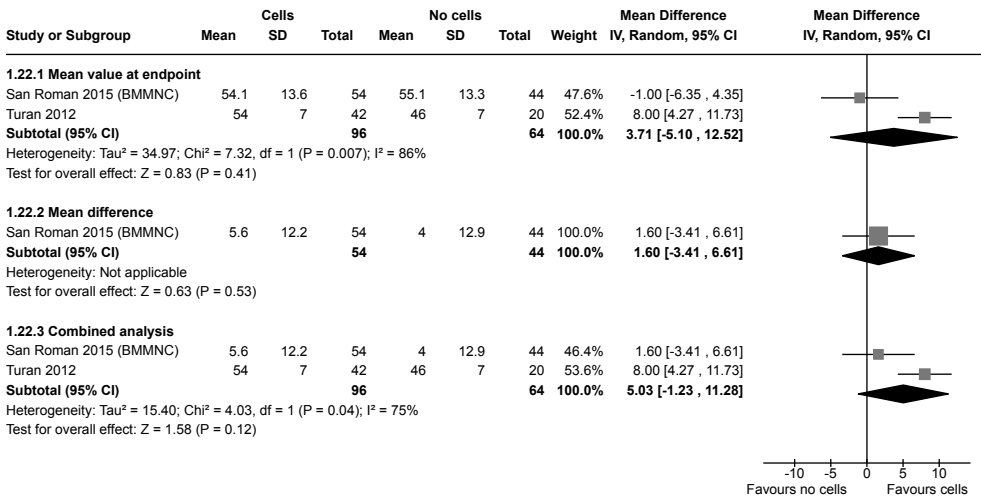 Cells No cells Mean Difference Mean Difference
Study or Subgroup Mean SD Total Mean SD Total Weight IV, Random, 95% CI IV, Random, 95% CI
1.22.1 Mean value at endpoint
San Roman 2015 (BMMNC) 54.1 13.6 54 55.1 13.3 44 47.6% -1.00 [-6.35 , 4.35]
Turan 2012 54 7 42 46 7 20 52.4% 8.00 [4.27 , 11.73]
Subtotal (95% CI) 96 64 100.0% 3.71 [-5.10 , 12.52]
Heterogeneity: Tau² = 34.97; Chi² = 7.32, df = 1 (P = 0.007); I² = 86%
Test for overall effect: Z = 0.83 (P = 0.41)
1.22.2 Mean difference
San Roman 2015 (BMMNC) 5.6 12.2 54 4 12.9 44 100.0% 1.60 [-3.41 , 6.61]
Subtotal (95% CI) 54 44 100.0% 1.60 [-3.41 , 6.61]
Heterogeneity: Not applicable
Test for overall effect: Z = 0.63 (P = 0.53)
1.22.3 Combined analysis
San Roman 2015 (BMMNC) 5.6 12.2 54 4 12.9 44 46.4% 1.60 [-3.41 , 6.61]
Turan 2012 54 7 42 46 7 20 53.6% 8.00 [4.27 , 11.73]
Subtotal (95% CI) 96 64 100.0% 5.03 [-1.23 , 11.28]
Heterogeneity: Tau² = 15.40; Chi² = 4.03, df = 1 (P = 0.04); I² = 75%
Test for overall effect: Z = 1.58 (P = 0.12)
-10 -5 0 5 10
Favours no cells Favours cells